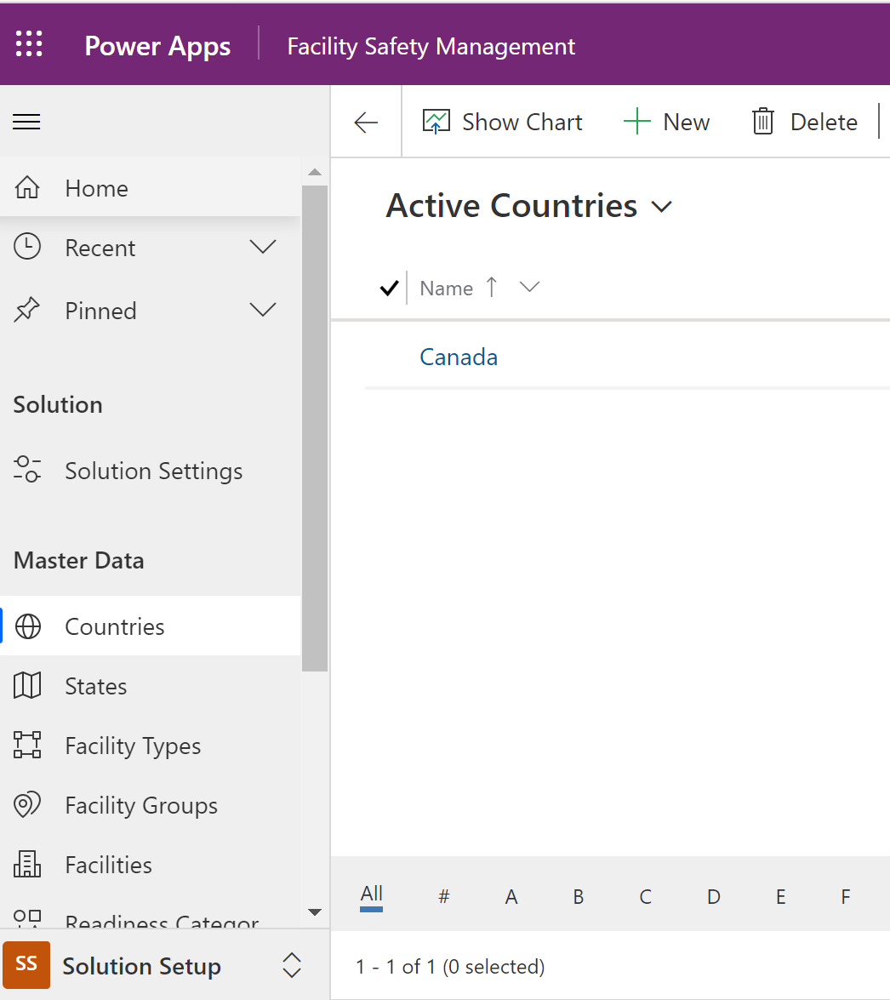 Power Apps
Facility Safety Management
Show Chart
New
Delete
Home
Recent
Pinned
Solution
Solution Settings
Master Data
Countries
States
Facility Types
Facility Groups
Facilities
Readiness Categor
SS
Solution Setup
Active Countries
Name
Canada
All # A B C D E F
1 - 1 of 1 (0 selected)